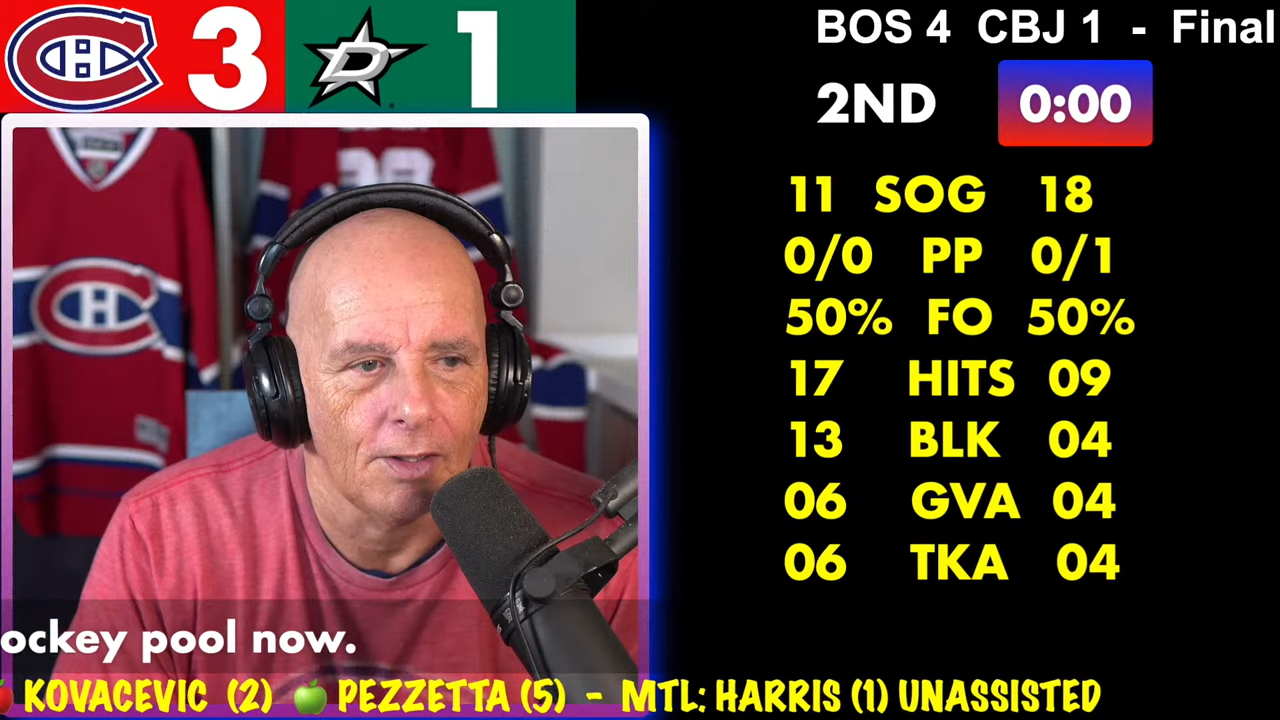 3 1
BOS 4 CBJ 1 - Final
2ND 0:00
11 SOG 18
0/0 PP 0/1
50% FO 50%
17 HITS 09
13 BLK 04
06 GVA 04
06 TKA 04
ockey pool now.
KOVACEVIC (2) 🍏 PEZZETTA (5) - MTL: HARRIS (1) UNASSISTED